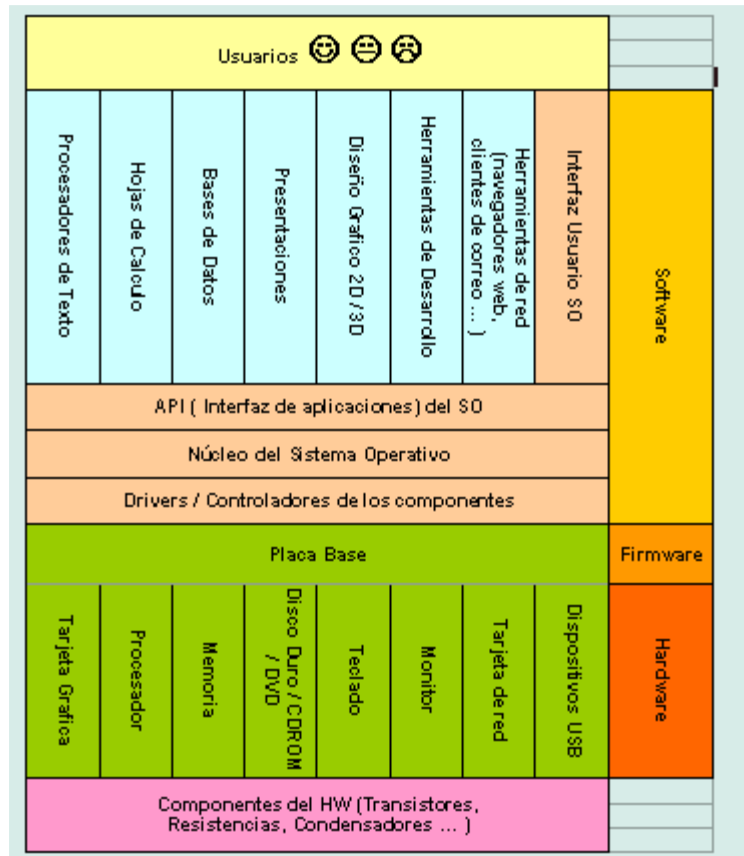 Usuarios
Procesadores de Texto
Hojas de Calculo
Bases de Datos
Presentaciones
Diseño Grafico 2D / 3D
Herramientas de Desarrollo
Herramientas de red
(navegadores web,
clientes de correo ... )
Interfaz Usuario SO
Software
API ( Interfaz de aplicaciones) del SO
Núcleo del Sistema Operativo
Drivers / Controladores de los componentes
Placa Base
Firmware
Tarjeta Grafica
Procesador
Memoria
Disco Duro / CDROM
/ DVD
Teclado
Monitor
Tarjeta de red
Dispositivos USB
Hardware
Componentes del HW (Transistores,
Resistencias, Condensadores ... )